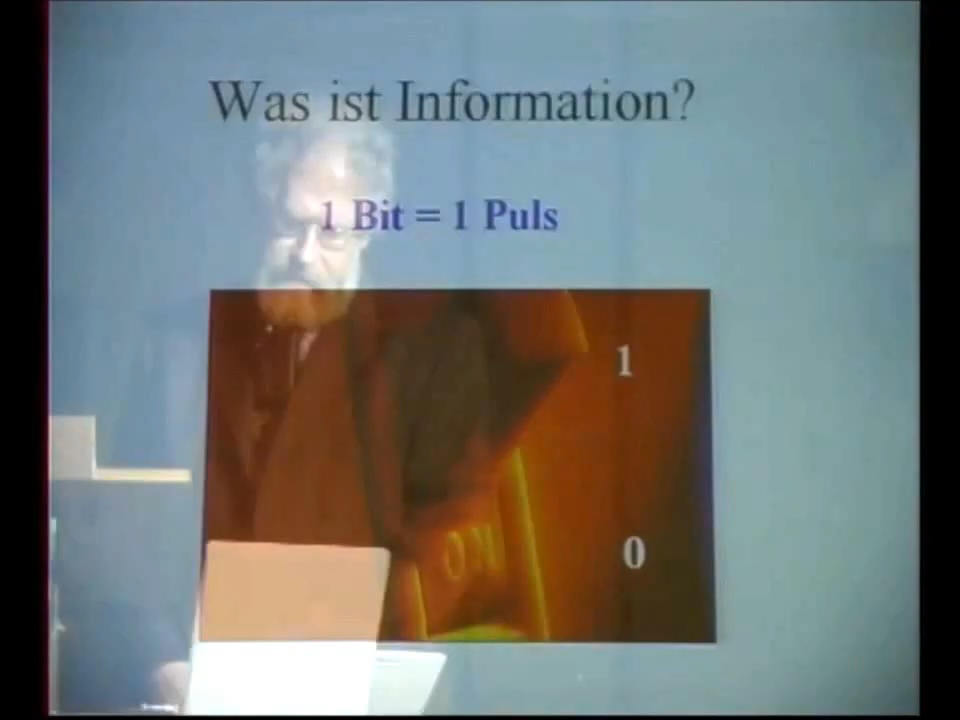 Was ist Information?
1 Bit = 1 Puls
1
ON
0